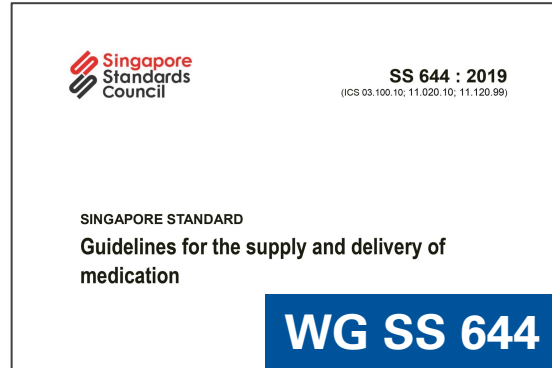 Singapore
Standards
Council
SS 644 : 2019
(ICS 03.100.10; 11.020.10; 11.120.99)
SINGAPORE STANDARD
Guidelines for the supply and delivery of
medication
WG SS 644